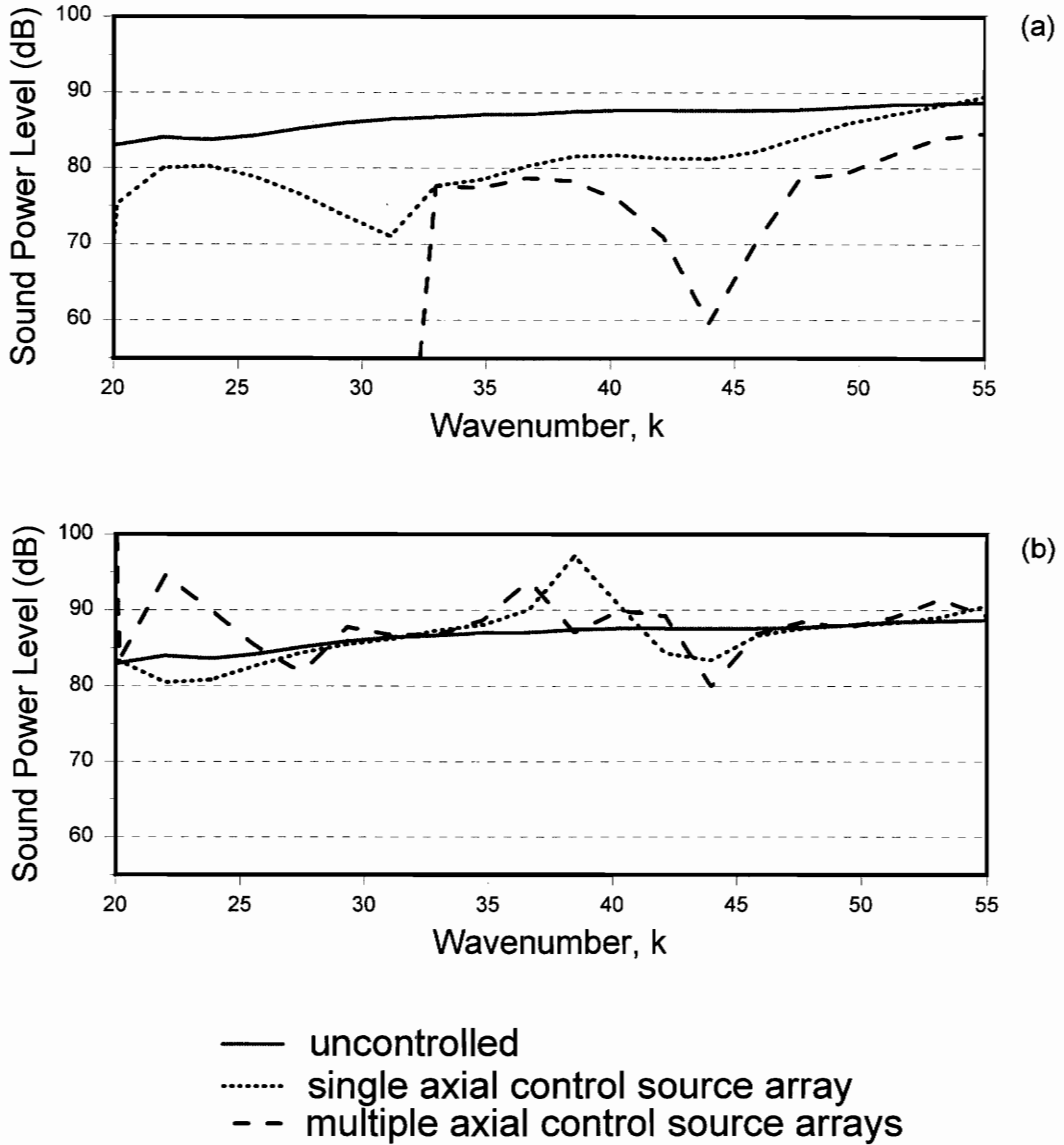 (a)
Sound Power Level (dB)
100
90
80
70
60
20 25 30 35 40 45 50 55
Wavenumber, k
(b)
Sound Power Level (dB)
100
90
80
70
60
20 25 30 35 40 45 50 55
Wavenumber, k
uncontrolled
single axial control source array
multiple axial control source arrays